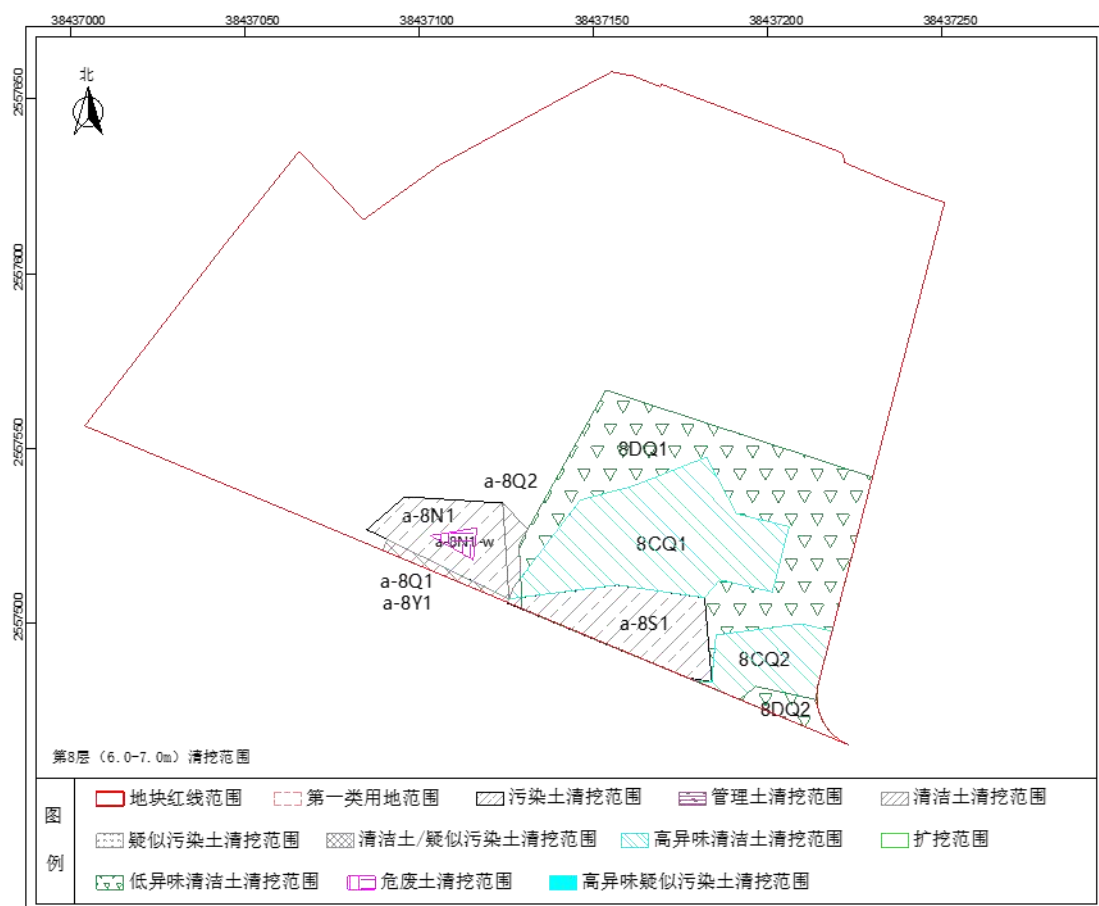 38437000 38437050 38437100 38437150 38437200 38437250
2557650
2557600
2557550
2557500
北
8DQ1
a-8Q2
a-8N1
a-8N1-w
8CQ1
a-8Q1
a-8Y1
a-8S1
8CQ2
8DQ2
第8层（6.0-7.0m）清挖范围
图例
地块红线范围 第一类用地范围 污染土清挖范围 管理土清挖范围 清洁土清挖范围
疑似污染土清挖范围 清洁土/疑似污染土清挖范围 高异味清洁土清挖范围 扩挖范围
低异味清洁土清挖范围 危废土清挖范围 高异味疑似污染土清挖范围